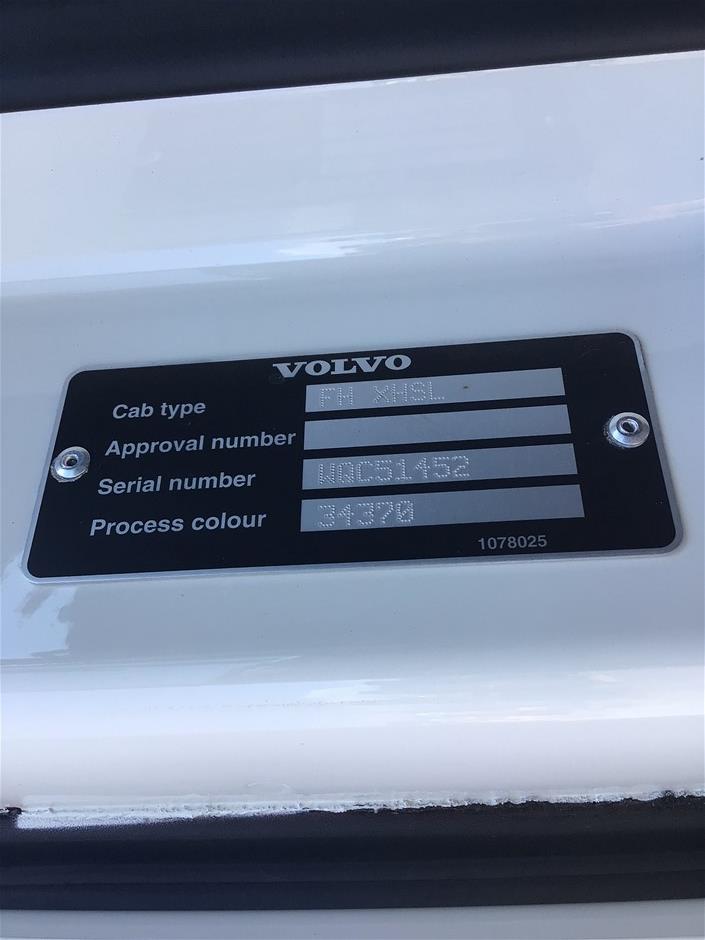 VOLVO
Cab type FH XHSL
Approval number
Serial number WQC51452
Process colour 34370
1078025